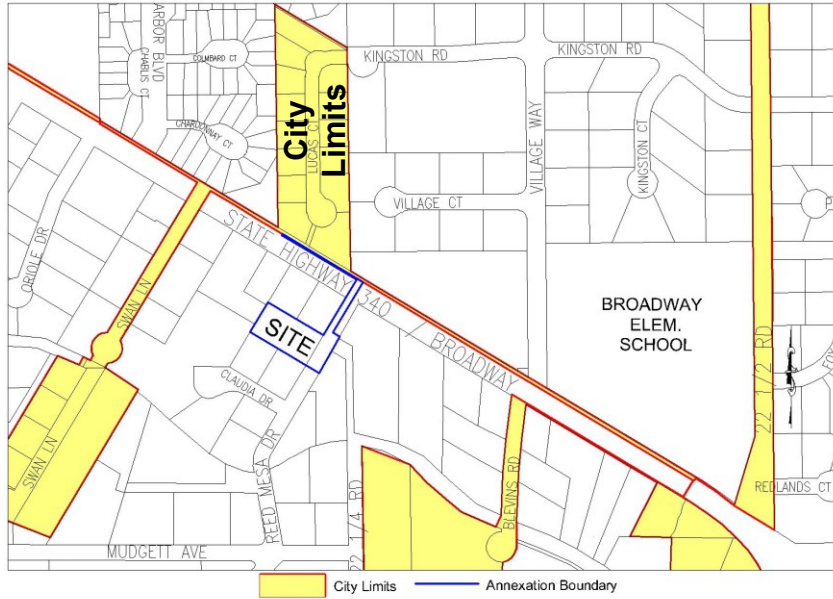 ARBOR BLVD
CHABLIS CT
COLMBARD CT
CHARDONNAY CT
KINGSTON RD
KINGSTON RD
City
Limits
LUCAS CT
VILLAGE WAY
KINGSTON CT
VILLAGE CT
ORIOLE DR
SWAN LN
STATE HIGHWAY 340 / BROADWAY
SITE
BROADWAY
ELEM.
SCHOOL
22 1/2 RD
CLAUDIA DR
SWAN LN
REED MESA DR
22 1/4 RD
BLEVINS RD
REDLANDS CT
MUDGETT AVE
City Limits
Annexation Boundary